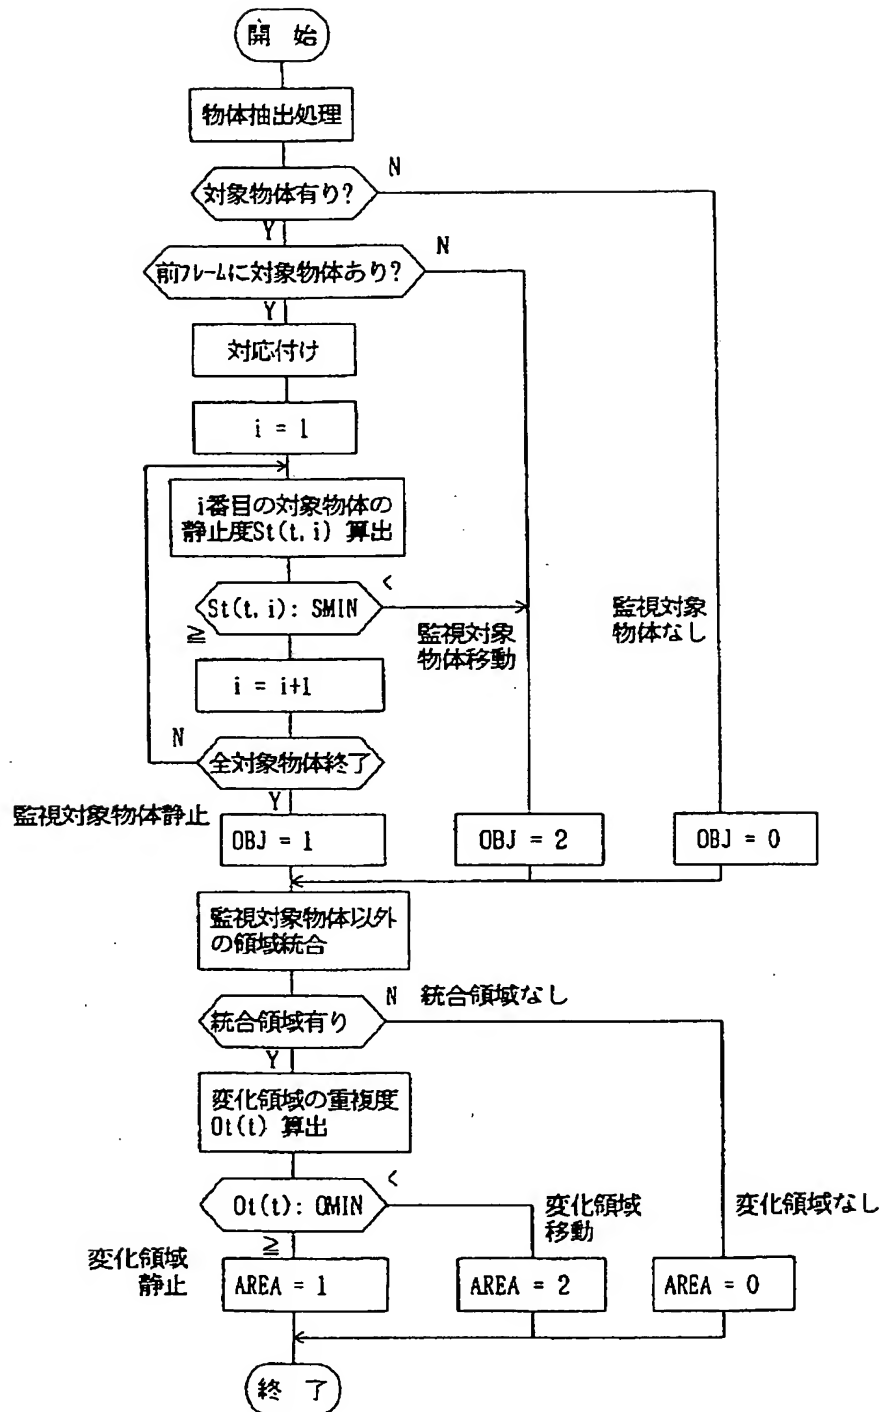 開 始
物体抽出処理
N
対象物体有り?
Y
N
前フレームに対象物体あり?
Y
対応付け
i = 1
i番目の対象物体の
静止度St(t,i) 算出
<
St(t,i): SMIN
≧
監視対象
物体移動
監視対象
物体なし
i = i+1
N
全対象物体終了
Y
監視対象物体静止
OBJ = 1
OBJ = 2
OBJ = 0
監視対象物体以外
の領域統合
N 統合領域なし
統合領域有り
Y
変化領域の重複度
Ot(t) 算出
<
Ot(t): OMIN
≧
変化領域
移動
変化領域なし
変化領域
静止
AREA = 1
AREA = 2
AREA = 0
終 了